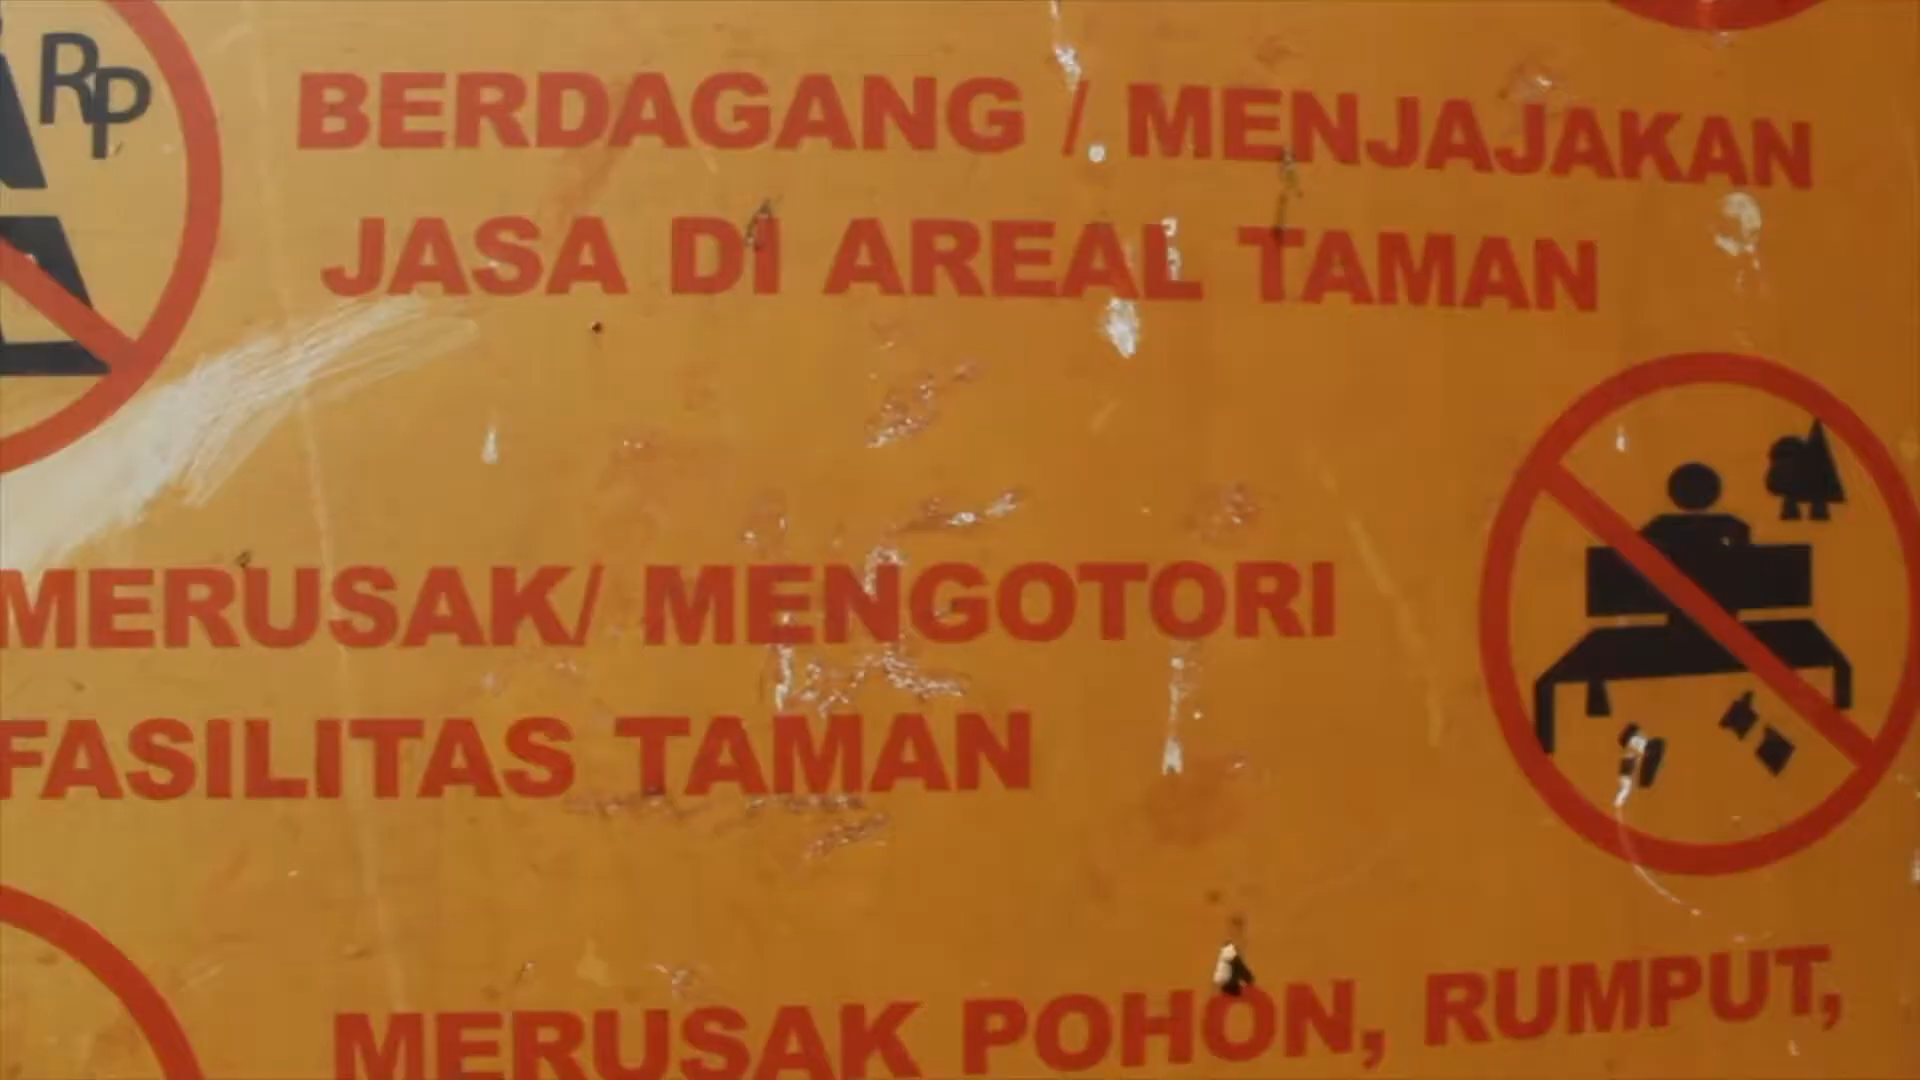 RP
BERDAGANG / MENJAJAKAN
JASA DI AREAL TAMAN
MERUSAK/ MENGOTORI
FASILITAS TAMAN
MERUSAK POHON, RUMPUT,